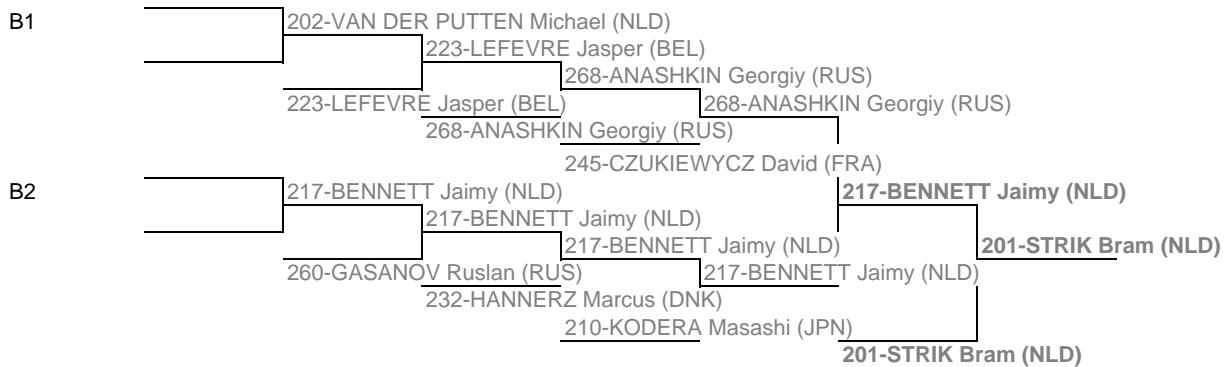 B1
202-VAN DER PUTTEN Michael (NLD)
223-LEFEVRE Jasper (BEL)
268-ANASHKIN Georgiy (RUS)
223-LEFEVRE Jasper (BEL)
268-ANASHKIN Georgiy (RUS)
268-ANASHKIN Georgiy (RUS)
245-CZUKIEWYCZ David (FRA)
B2
217-BENNETT Jaimy (NLD)
217-BENNETT Jaimy (NLD)
217-BENNETT Jaimy (NLD)
217-BENNETT Jaimy (NLD)
201-STRIK Bram (NLD)
260-GASANOV Ruslan (RUS)
217-BENNETT Jaimy (NLD)
232-HANNERZ Marcus (DNK)
210-KODERA Masashi (JPN)
201-STRIK Bram (NLD)